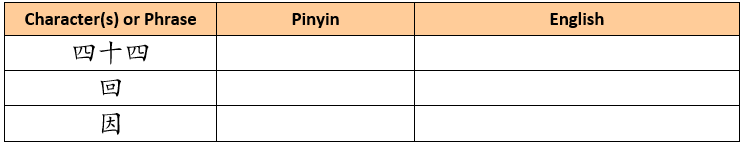 Character(s) or Phrase Pinyin English
四十四
回
因